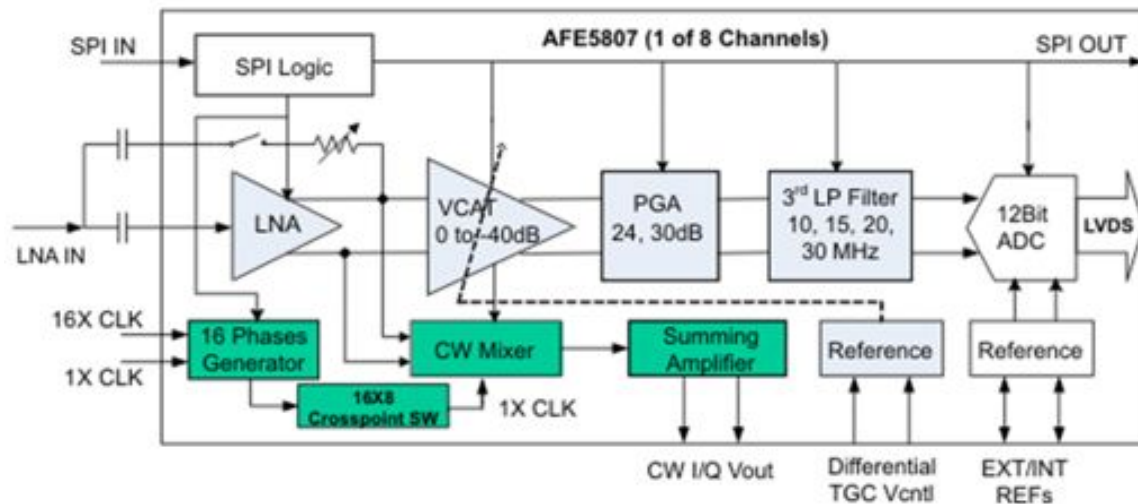 AFE5807 (1 of 8 Channels)
SPI IN
SPI OUT
SPI Logic
LNA
VCAT
0 to -40dB
PGA
24, 30dB
3rd LP Filter
10, 15, 20,
30 MHz
12Bit
ADC
LVDS
LNA IN
16X CLK
1X CLK
16 Phases
Generator
CW Mixer
Summing
Amplifier
Reference
Reference
16X8
Crosspoint SW
1X CLK
CW I/Q Vout
Differential
TGC Vcntl
EXT/INT
REFs